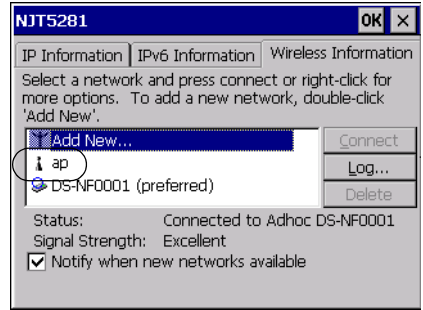 NJT5281 OK ×
IP Information IPv6 Information Wireless Information
Select a network and press connect or right-click for
more options. To add a new network, double-click
'Add New'.
Add New... Connect
ap Log...
DS-NF0001 (preferred) Delete
Status: Connected to Adhoc DS-NF0001
Signal Strength: Excellent
Notify when new networks available